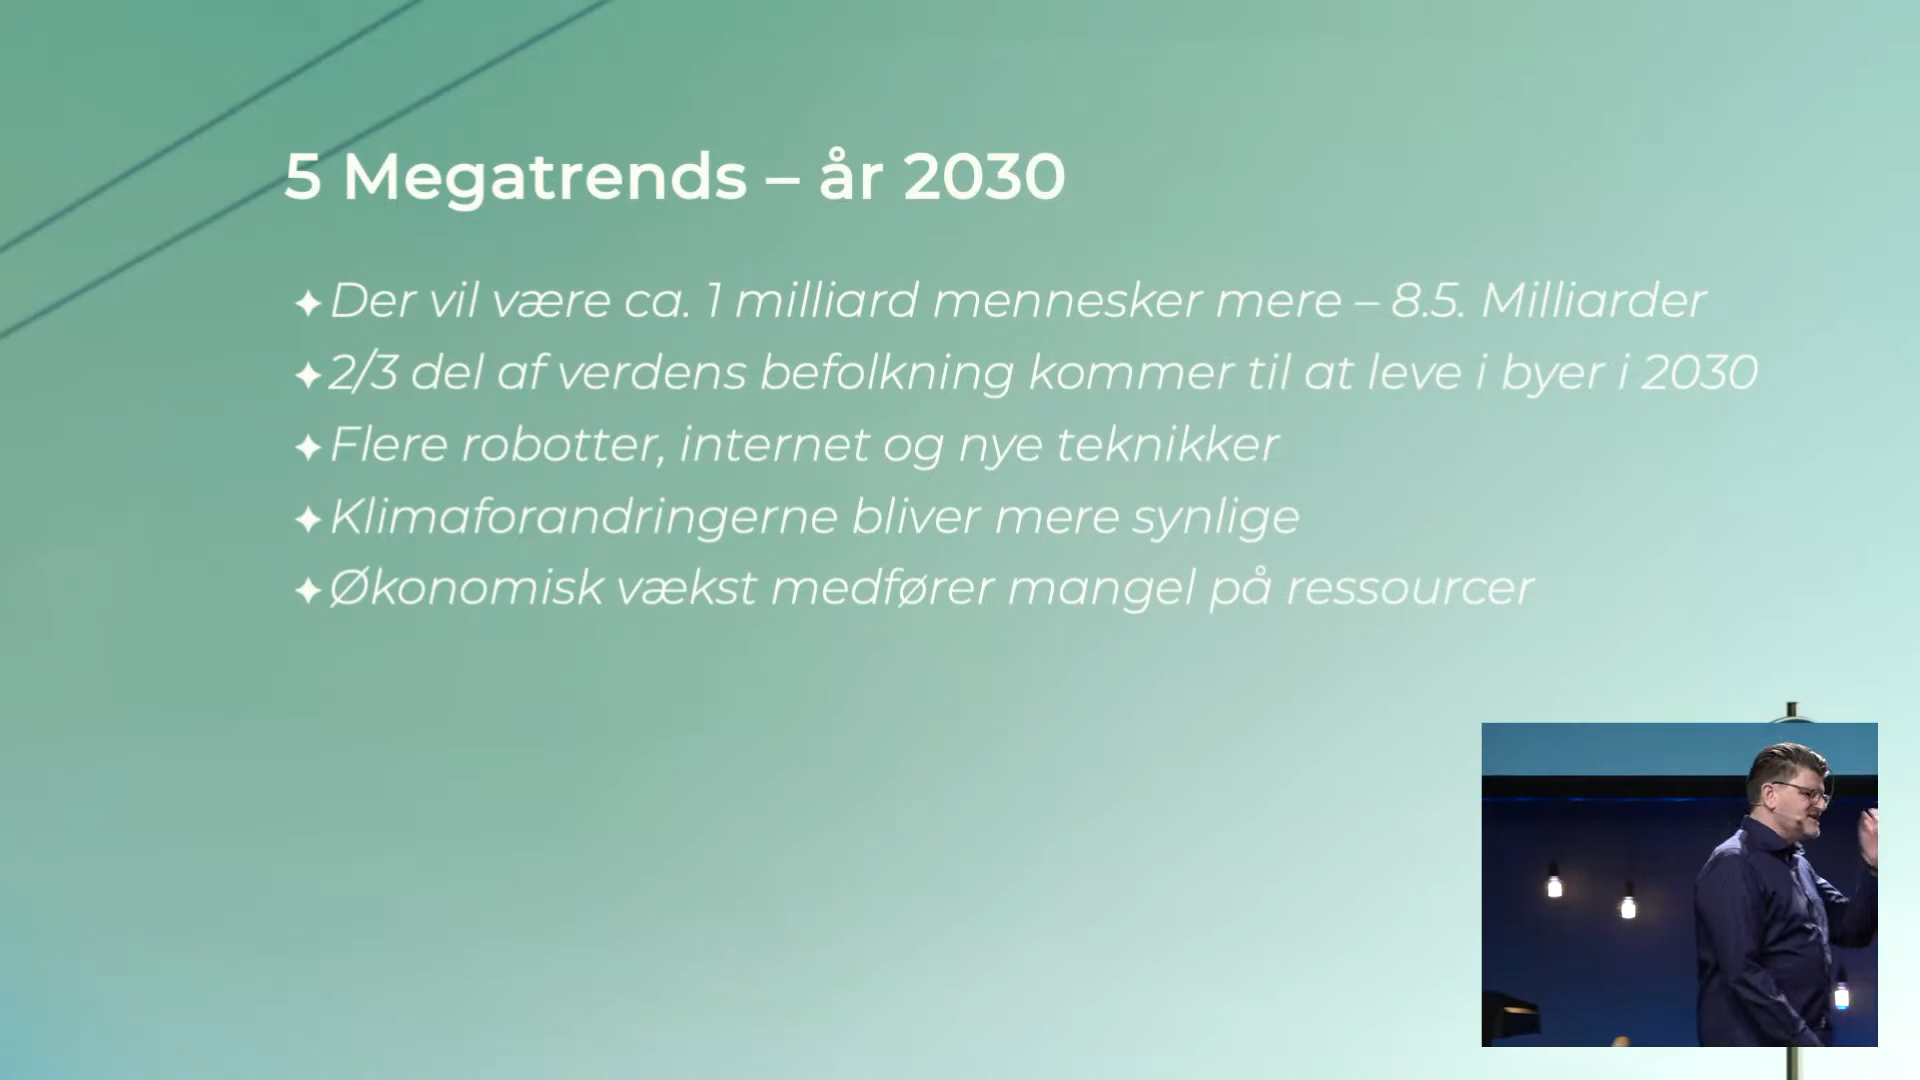 5 Megatrends – år 2030
✦Der vil være ca. 1 milliard mennesker mere – 8.5. Milliarder
✦2/3 del af verdens befolkning kommer til at leve i byer i 2030
✦Flere robotter, internet og nye teknikker
✦Klimaforandringerne bliver mere synlige
✦Økonomisk vækst medfører mangel på ressourcer